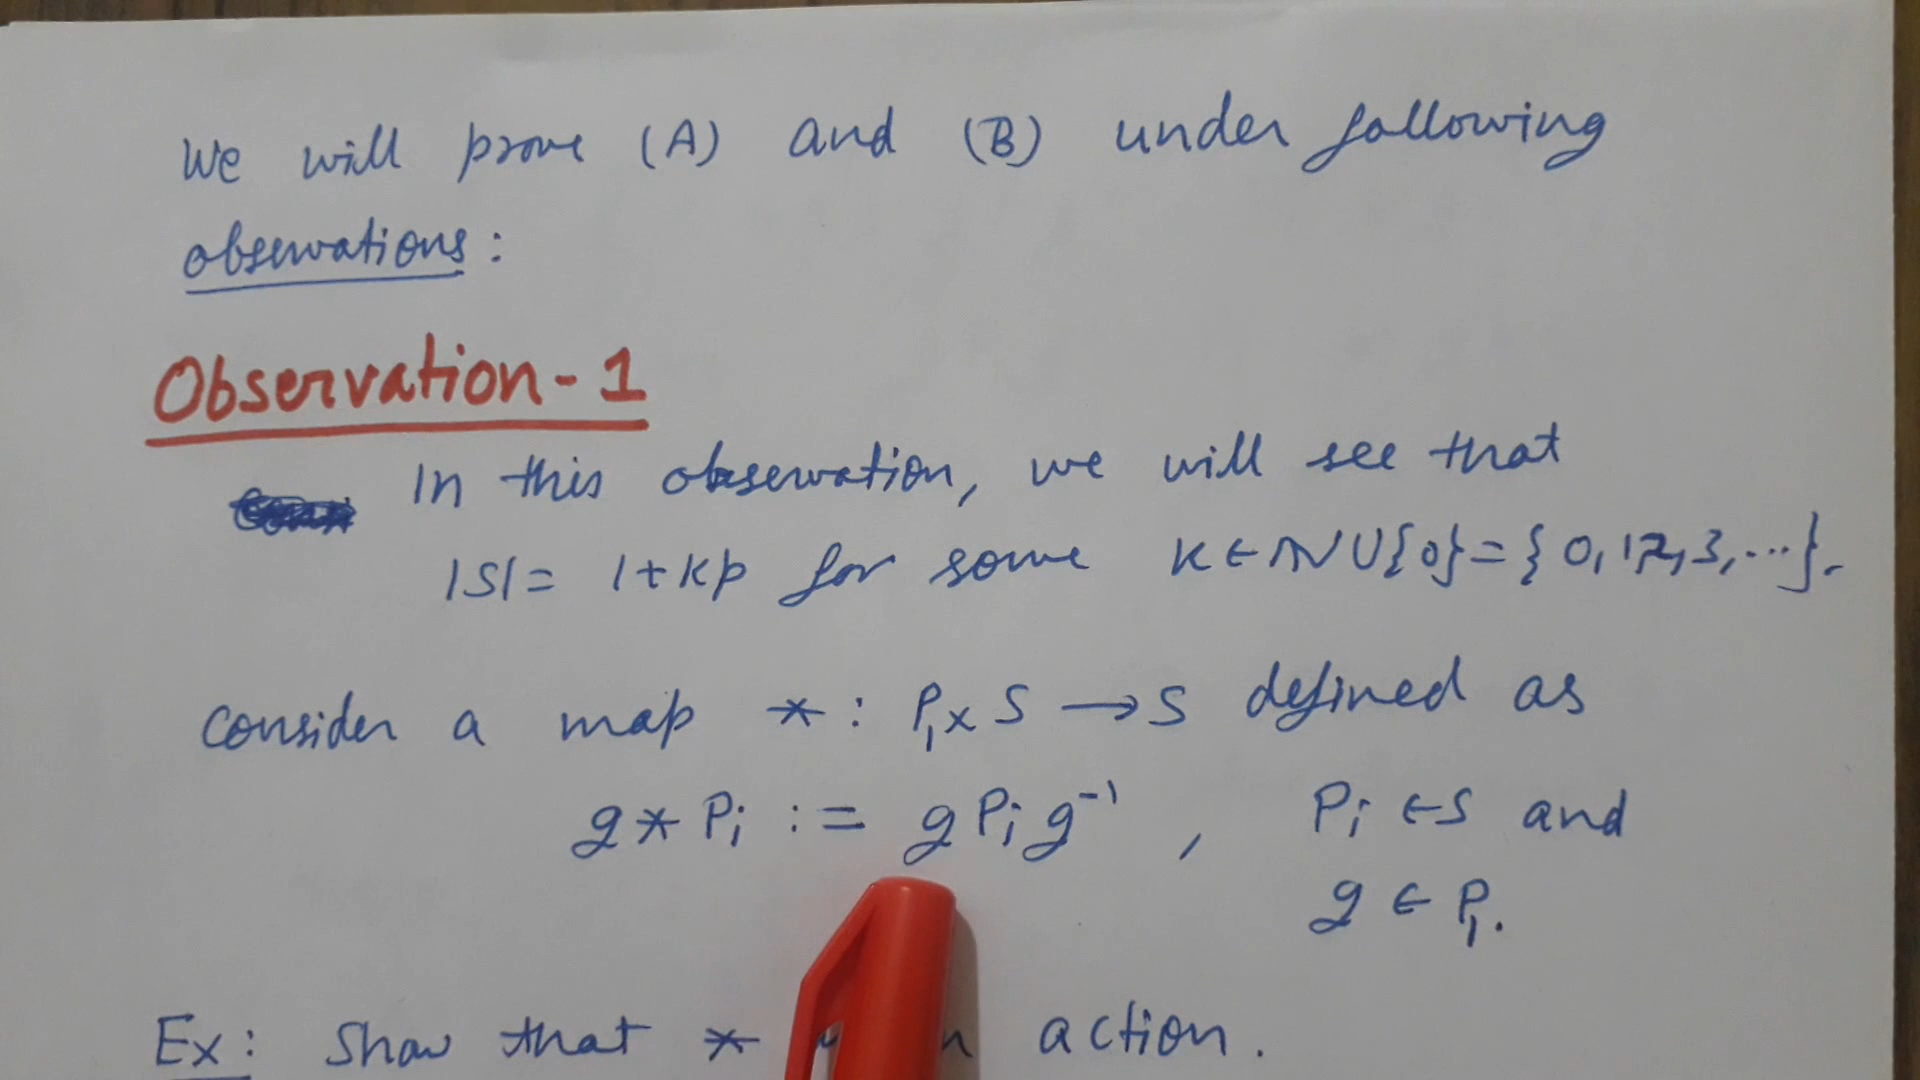 We will prove (A) and (B) under following
observations:
Observation-1
In this observation, we will see that
|S| = 1+kp for some k ∈ ℕ ∪ {0} = {0, 1, 2, 3, ...}.
Consider a map * : P₁ × S → S defined as
g * Pᵢ := g Pᵢ g⁻¹ , Pᵢ ∈ S and
g ∈ P₁.
Ex: Show that * action.